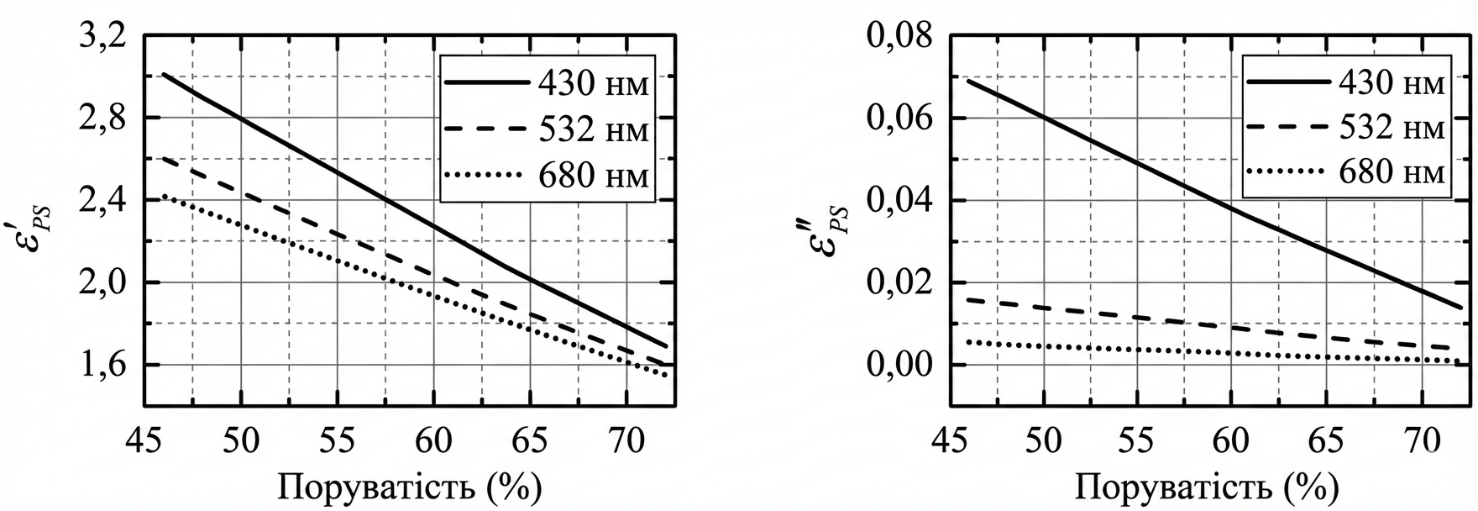 3,2
2,8
2,4
2,0
1,6
ε′PS
430 нм
532 нм
680 нм
45 50 55 60 65 70
Поруватість (%)
0,08
0,06
0,04
0,02
0,00
ε″PS
430 нм
532 нм
680 нм
45 50 55 60 65 70
Поруватість (%)